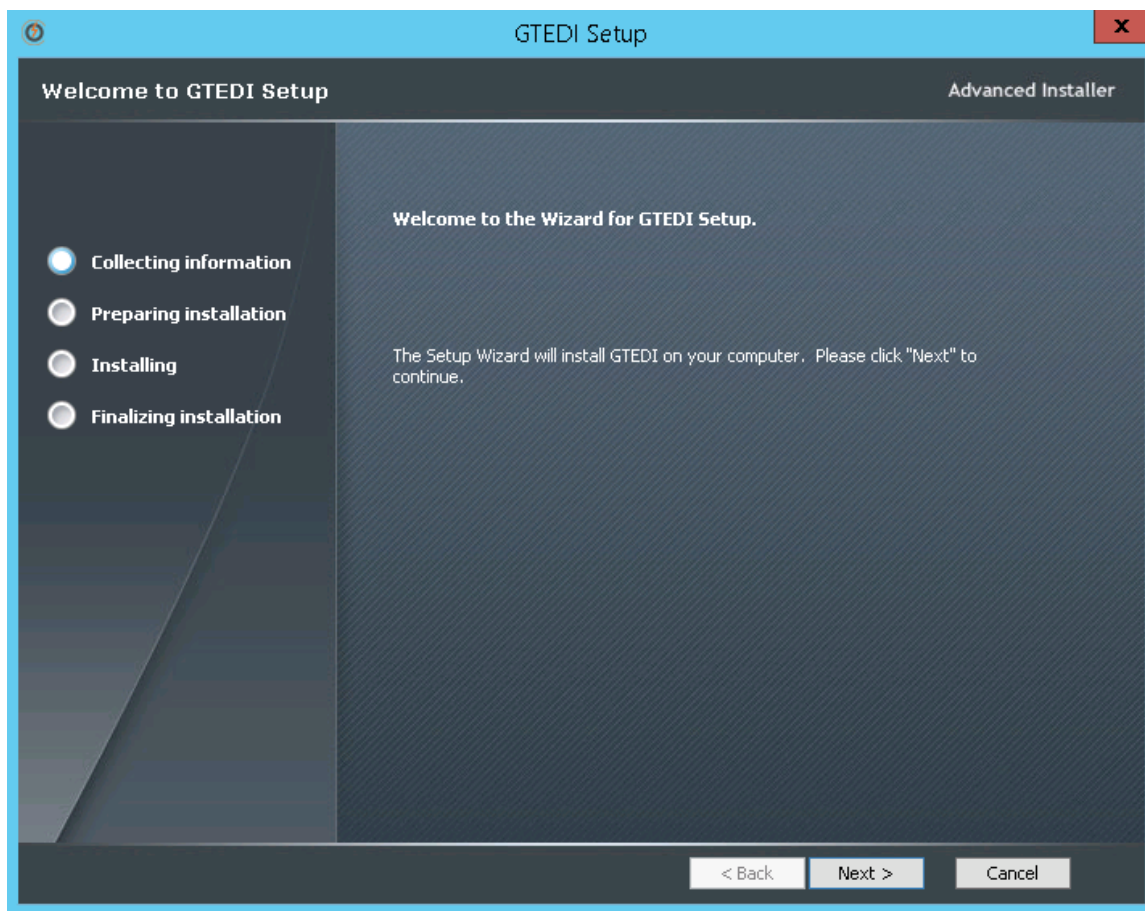 GTEDI Setup
x
Welcome to GTEDI Setup
Advanced Installer
Welcome to the Wizard for GTEDI Setup.
Collecting information
Preparing installation
Installing
Finalizing installation
The Setup Wizard will install GTEDI on your computer.  Please click "Next" to
continue.
< Back
Next >
Cancel